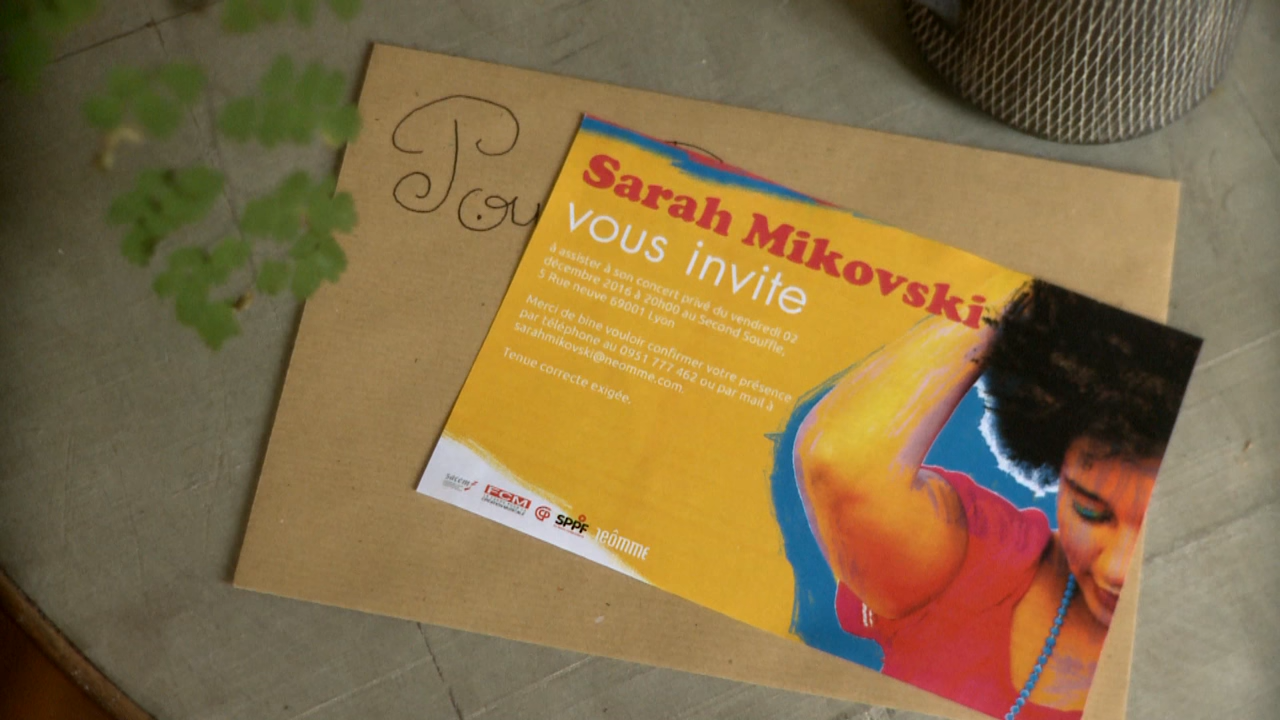 Pou
Sarah Mikovski
vous invite
à assister à son concert privé du vendredi 02
décembre 2016 à 20h00 au Second Souffle,
5 Rue neuve 69001 Lyon
Merci de bine vouloir confirmer votre présence
par téléphone au 0951 777 462 ou par mail à
sarahmikovski@neomme.com.
Tenue correcte exigée.
sacem
FCM
SPPF
neômme